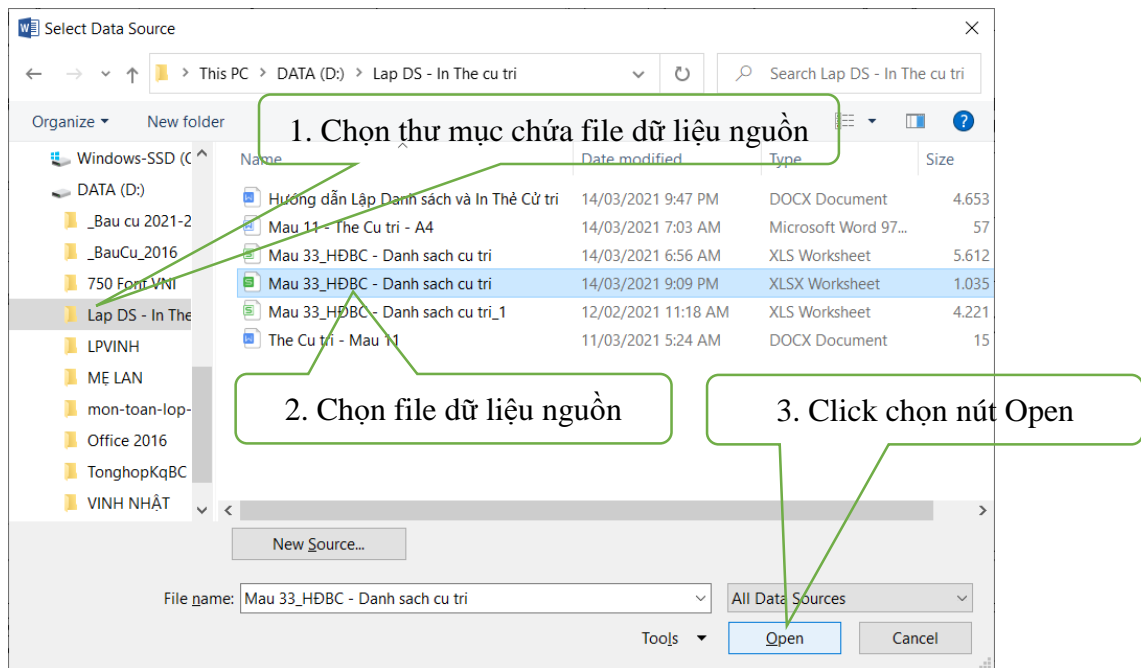 Select Data Source
This PC > DATA (D:) > Lap DS - In The cu tri
Search Lap DS - In The cu tri
Organize
New folder
1. Chọn thư mục chứa file dữ liệu nguồn
Windows-SSD (C
DATA (D:)
_Bau cu 2021-2
_BauCu_2016
750 Font VNI
Lap DS - In The
LPVINH
MẸ LAN
mon-toan-lop-
Office 2016
TonghopKqBC
VINH NHẬT
Name Date modified Type Size
Hướng dẫn Lập Danh sách và In Thẻ Cử tri 14/03/2021 9:47 PM DOCX Document 4.653
Mau 11 - The Cu tri - A4 14/03/2021 7:03 AM Microsoft Word 97... 57
Mau 33_HĐBC - Danh sach cu tri 14/03/2021 6:56 AM XLS Worksheet 5.612
Mau 33_HĐBC - Danh sach cu tri 14/03/2021 9:09 PM XLSX Worksheet 1.035
Mau 33_HĐBC - Danh sach cu tri_1 12/02/2021 11:18 AM XLS Worksheet 4.221
The Cu tri - Mau 11 11/03/2021 5:24 AM DOCX Document 15
2. Chọn file dữ liệu nguồn
3. Click chọn nút Open
New Source...
File name: Mau 33_HĐBC - Danh sach cu tri
All Data Sources
Tools
Open
Cancel